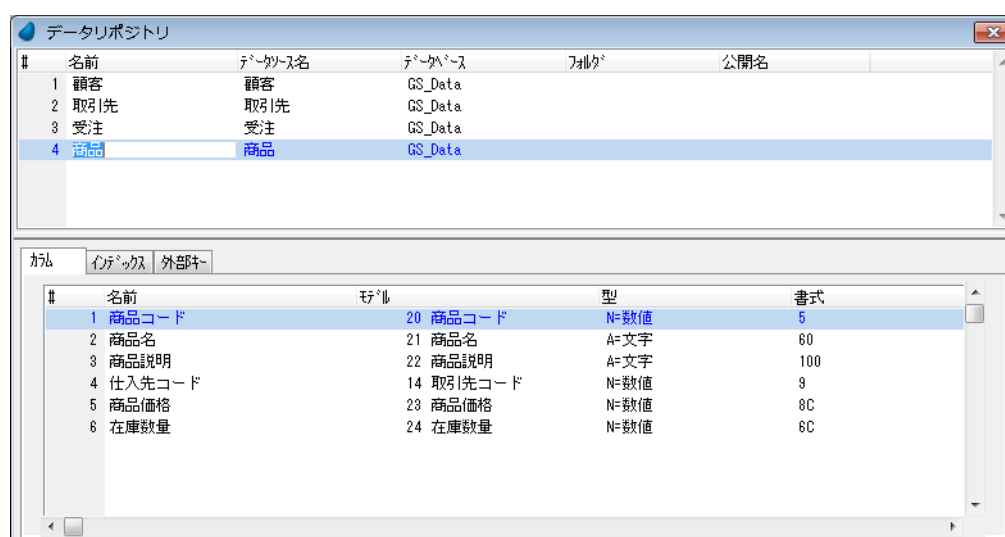 データリポジトリ
# 名前 ﾃﾞｰﾀｿｰｽ名 ﾃﾞｰﾀﾍﾞｰｽ ﾌｫﾙﾀﾞ 公開名
1 顧客 顧客 GS_Data
2 取引先 取引先 GS_Data
3 受注 受注 GS_Data
4 商品 商品 GS_Data
ｶﾗﾑ ｲﾝﾃﾞｯｸｽ 外部ｷｰ
# 名前 ﾓﾃﾞﾙ 型 書式
1 商品コード 20 商品コード N=数値 5
2 商品名 21 商品名 A=文字 60
3 商品説明 22 商品説明 A=文字 100
4 仕入先コード 14 取引先コード N=数値 9
5 商品価格 23 商品価格 N=数値 8C
6 在庫数量 24 在庫数量 N=数値 6C